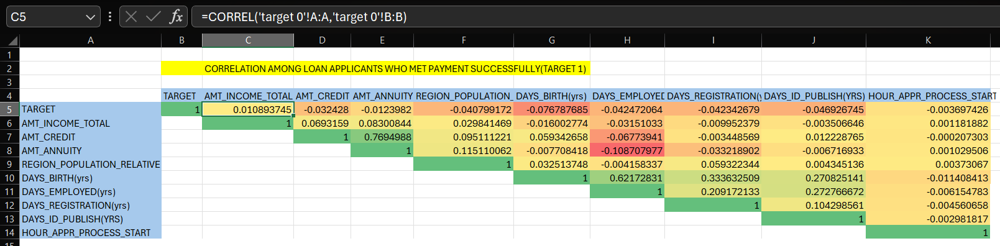 C5 fx =CORREL('target 0'!A:A,'target 0'!B:B)
A B C D E F G H I J K
1
2 CORRELATION AMONG LOAN APPLICANTS WHO MET PAYMENT SUCCESSFULLY(TARGET 1)
3
4 TARGET AMT_INCOME_TOTAL AMT_CREDIT AMT_ANNUITY REGION_POPULATION_ DAYS_BIRTH(yrs) DAYS_EMPLOYED DAYS_REGISTRATION(y DAYS_ID_PUBLISH(YRS) HOUR_APPR_PROCESS_START
5 TARGET 1 0.010893745 -0.032428 -0.0123982 -0.040799172 -0.076787685 -0.042472064 -0.042342679 -0.046926745 -0.003697426
6 AMT_INCOME_TOTAL 1 0.0693159 0.08300844 0.029841469 -0.016002774 -0.03151033 -0.009952379 -0.003506646 0.001181882
7 AMT_CREDIT 1 0.7694988 0.095111221 0.059342658 -0.06773941 -0.003448569 0.012228765 -0.000207303
8 AMT_ANNUITY 1 0.115110062 -0.007708418 -0.108707977 -0.033218902 -0.006716933 0.001029506
9 REGION_POPULATION_RELATIVE 1 0.032513748 -0.004158337 0.059322344 0.004345136 0.00373067
10 DAYS_BIRTH(yrs) 1 0.62172831 0.333632509 0.270825141 -0.011408413
11 DAYS_EMPLOYED(yrs) 1 0.209172133 0.272766672 -0.006154783
12 DAYS_REGISTRATION(yrs) 1 0.104298561 -0.004560658
13 DAYS_ID_PUBLISH(YRS) 1 -0.002981817
14 HOUR_APPR_PROCESS_START 1
15